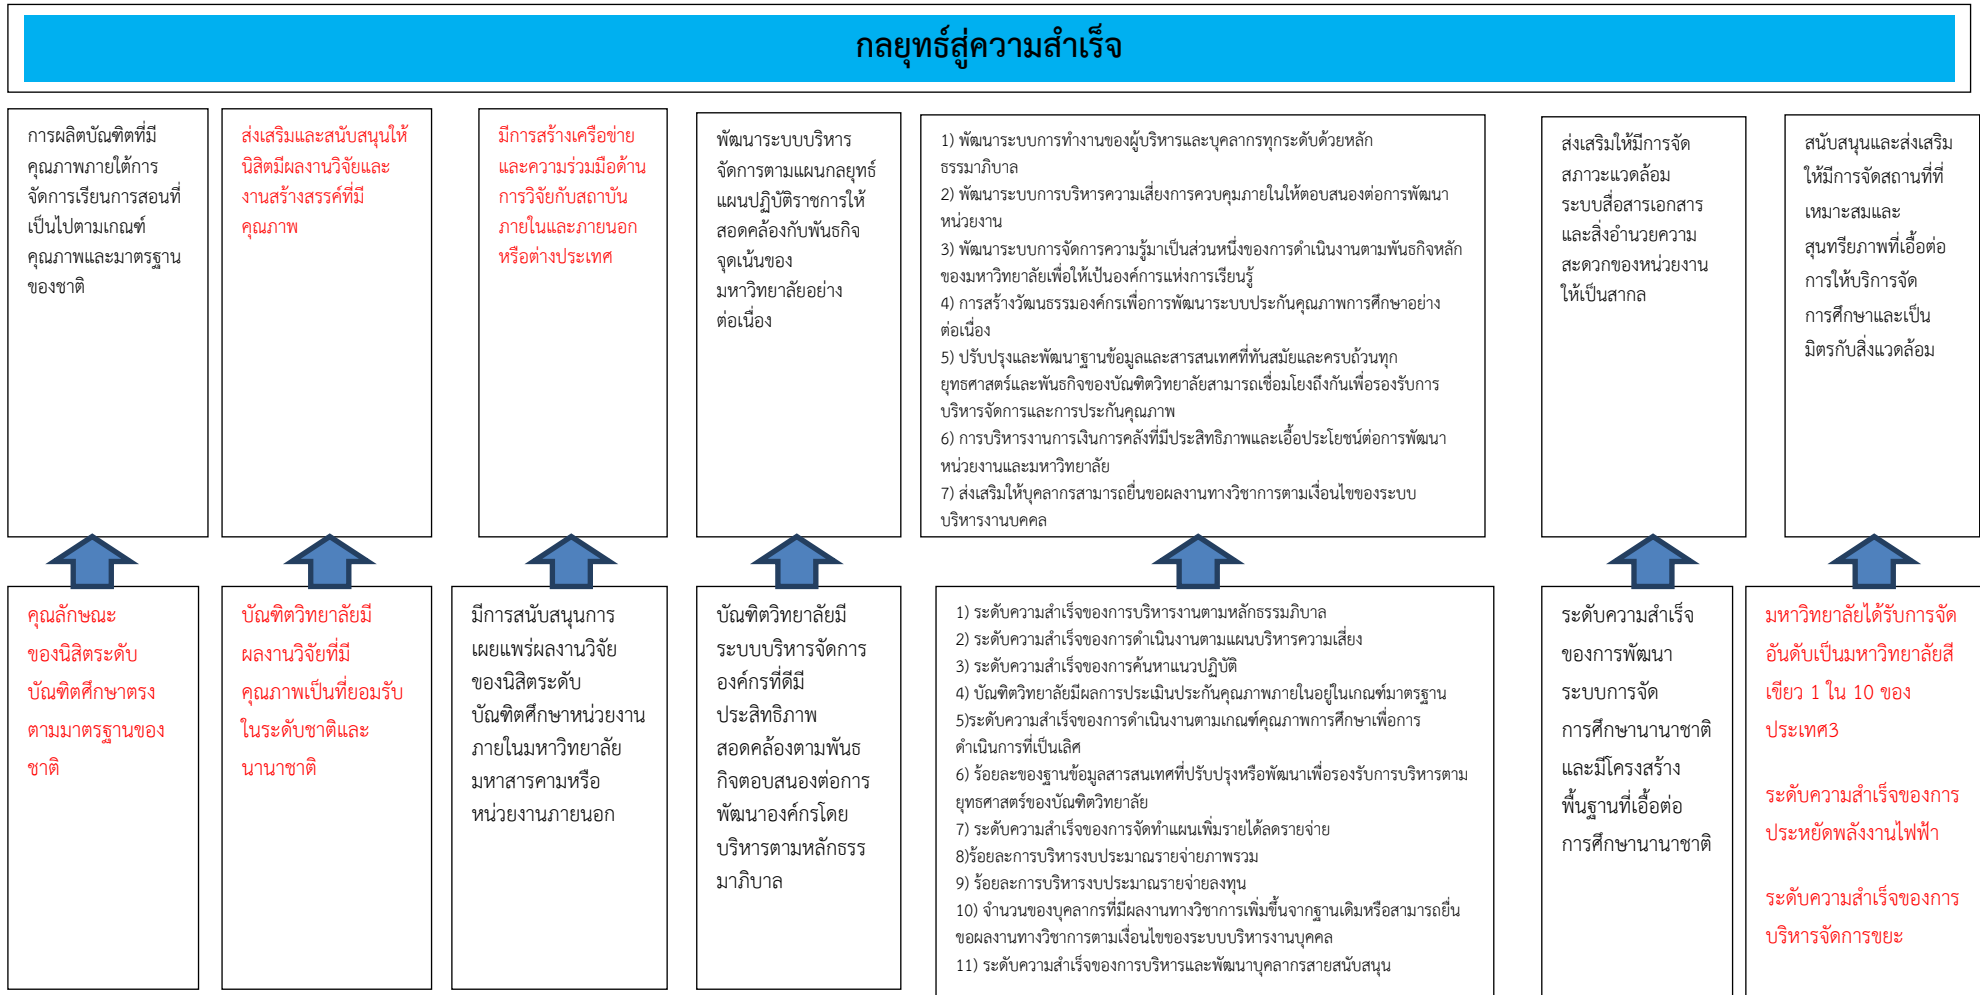 กลยุทธ์สู่ความสำเร็จ
การผลิตบัณฑิตที่มี
คุณภาพภายใต้การ
จัดการเรียนการสอนที่
เป็นไปตามเกณฑ์
คุณภาพและมาตรฐาน
ของชาติ
ส่งเสริมและสนับสนุนให้
นิสิตมีผลงานวิจัยและ
งานสร้างสรรค์ที่มี
คุณภาพ
มีการสร้างเครือข่าย
และความร่วมมือด้าน
การวิจัยกับสถาบัน
ภายในและภายนอก
หรือต่างประเทศ
พัฒนาระบบบริหาร
จัดการตามแผนกลยุทธ์
แผนปฏิบัติราชการให้
สอดคล้องกับพันธกิจ
จุดเน้นของ
มหาวิทยาลัยอย่าง
ต่อเนื่อง
1) พัฒนาระบบการทำงานของผู้บริหารและบุคลากรทุกระดับด้วยหลัก
ธรรมาภิบาล
2) พัฒนาระบบการบริหารความเสี่ยงการควบคุมภายในให้ตอบสนองต่อการพัฒนา
หน่วยงาน
3) พัฒนาระบบการจัดการความรู้มาเป็นส่วนหนึ่งของการดำเนินงานตามพันธกิจหลัก
ของมหาวิทยาลัยเพื่อให้เป้นองค์การแห่งการเรียนรู้
4) การสร้างวัฒนธรรมองค์กรเพื่อการพัฒนาระบบประกันคุณภาพการศึกษาอย่าง
ต่อเนื่อง
5) ปรับปรุงและพัฒนาฐานข้อมูลและสารสนเทศที่ทันสมัยและครบถ้วนทุก
ยุทธศาสตร์และพันธกิจของบัณฑิตวิทยาลัยสามารถเชื่อมโยงถึงกันเพื่อรองรับการ
บริหารจัดการและการประกันคุณภาพ
6) การบริหารงานการเงินการคลังที่มีประสิทธิภาพและเอื้อประโยชน์ต่อการพัฒนา
หน่วยงานและมหาวิทยาลัย
7) ส่งเสริมให้บุคลากรสามารถยื่นขอผลงานทางวิชาการตามเงื่อนไขของระบบ
บริหารงานบคคล
ส่งเสริมให้มีการจัด
สภาวะแวดล้อม
ระบบสื่อสารเอกสาร
และสิ่งอำนวยความ
สะดวกของหน่วยงาน
ให้เป็นสากล
สนับสนุนและส่งเสริม
ให้มีการจัดสถานที่ที่
เหมาะสมและ
สุนทรียภาพที่เอื้อต่อ
การให้บริการจัด
การศึกษาและเป็น
มิตรกับสิ่งแวดล้อม
คุณลักษณะ
ของนิสิตระดับ
บัณฑิตศึกษาตรง
ตามมาตรฐานของ
ชาติ
บัณฑิตวิทยาลัยมี
ผลงานวิจัยที่มี
คุณภาพเป็นที่ยอมรับ
ในระดับชาติและ
นานาชาติ
มีการสนับสนุนการ
เผยแพร่ผลงานวิจัย
ของนิสิตระดับ
บัณฑิตศึกษาหน่วยงาน
ภายในมหาวิทยาลัย
มหาสารคามหรือ
หน่วยงานภายนอก
บัณฑิตวิทยาลัยมี
ระบบบริหารจัดการ
องค์กรที่ดีมี
ประสิทธิภาพ
สอดคล้องตามพันธ
กิจตอบสนองต่อการ
พัฒนาองค์กรโดย
บริหารตามหลักธรร
มาภิบาล
1) ระดับความสำเร็จของการบริหารงานตามหลักธรรมภิบาล
2) ระดับความสำเร็จของการดำเนินงานตามแผนบริหารความเสี่ยง
3) ระดับความสำเร็จของการค้นหาแนวปฏิบัติ
4) บัณฑิตวิทยาลัยมีผลการประเมินประกันคุณภาพภายในอยู่ในเกณฑ์มาตรฐาน
5)ระดับความสำเร็จของการดำเนินงานตามเกณฑ์คุณภาพการศึกษาเพื่อการ
ดำเนินการที่เป็นเลิศ
6) ร้อยละของฐานข้อมูลสารสนเทศที่ปรับปรุงหรือพัฒนาเพื่อรองรับการบริหารตาม
ยุทธศาสตร์ของบัณฑิตวิทยาลัย
7) ระดับความสำเร็จของการจัดทำแผนเพิ่มรายได้ลดรายจ่าย
8)ร้อยละการบริหารงบประมาณรายจ่ายภาพรวม
9) ร้อยละการบริหารงบประมาณรายจ่ายลงทุน
10) จำนวนของบุคลากรที่มีผลงานทางวิชาการเพิ่มขึ้นจากฐานเดิมหรือสามารถยื่น
ขอผลงานทางวิชาการตามเงื่อนไขของระบบบริหารงานบุคคล
11) ระดับความสำเร็จของการบริหารและพัฒนาบุคลากรสายสนับสนุน
ระดับความสำเร็จ
ของการพัฒนา
ระบบการจัด
การศึกษานานาชาติ
และมีโครงสร้าง
พื้นฐานที่เอื้อต่อ
การศึกษานานาชาติ
มหาวิทยาลัยได้รับการจัด
อันดับเป็นมหาวิทยาลัยสี
เขียว 1 ใน 10 ของ
ประเทศ3
ระดับความสำเร็จของการ
ประหยัดพลังงานไฟฟ้า
ระดับความสำเร็จของการ
บริหารจัดการขยะ